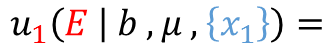 u₁(E | b , μ , {x₁}) =